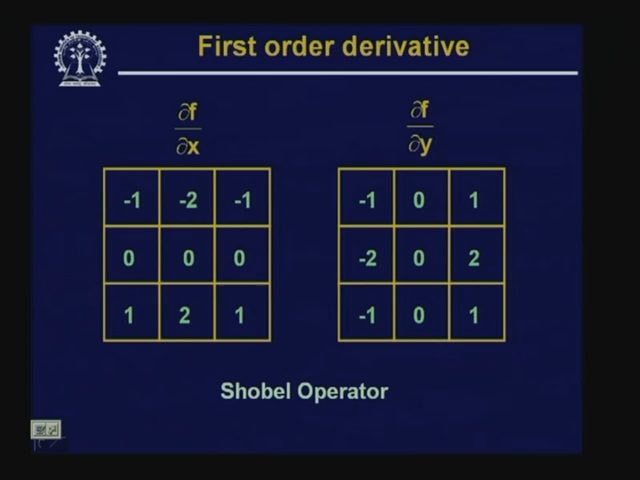 First order derivative
∂f ∂f
∂x ∂y
-1 -2 -1 -1 0 1
0 0 0 -2 0 2
1 2 1 -1 0 1
Shobel Operator